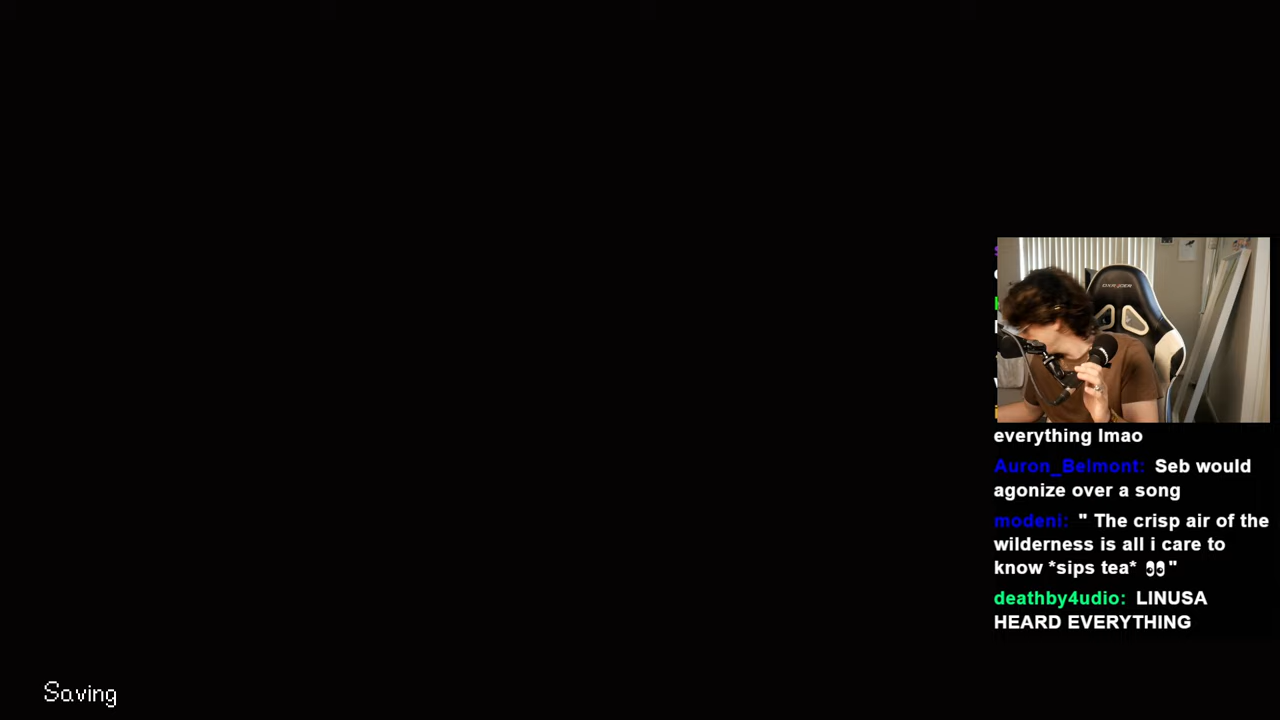 everything lmao
Auron_Belmont: Seb would
agonize over a song
modeni: " The crisp air of the
wilderness is all i care to
know *sips tea* 👀"
deathby4udio: LINUSA
HEARD EVERYTHING
Saving